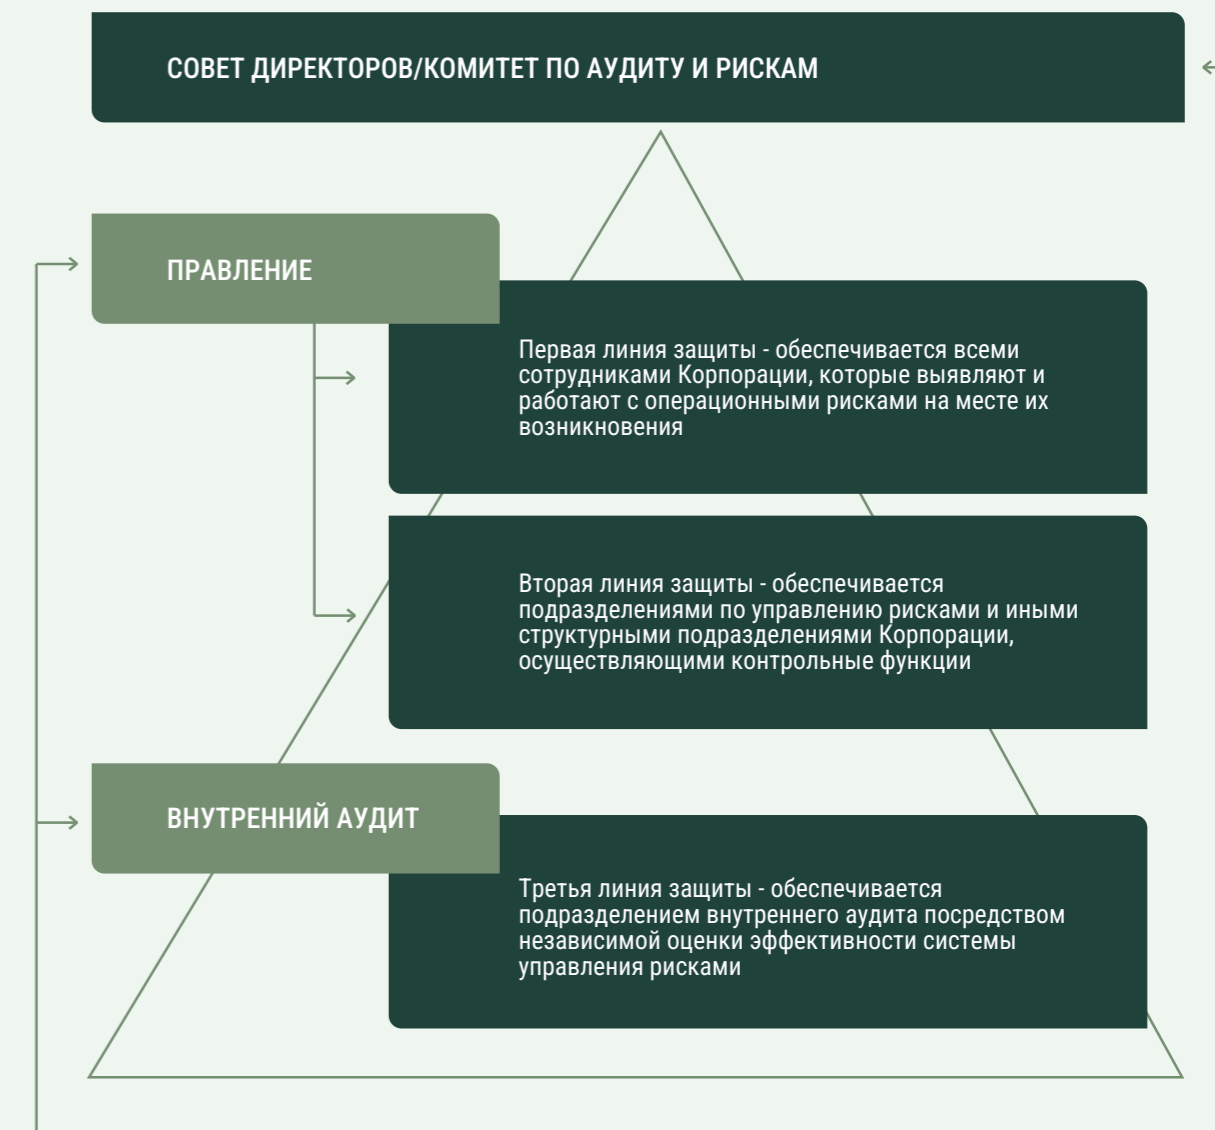 СОВЕТ ДИРЕКТОРОВ/КОМИТЕТ ПО АУДИТУ И РИСКАМ
ПРАВЛЕНИЕ
Первая линия защиты - обеспечивается всеми
сотрудниками Корпорации, которые выявляют и
работают с операционными рисками на месте их
возникновения
Вторая линия защиты - обеспечивается
подразделениями по управлению рисками и иными
структурными подразделениями Корпорации,
осуществляющими контрольные функции
ВНУТРЕННИЙ АУДИТ
Третья линия защиты - обеспечивается
подразделением внутреннего аудита посредством
независимой оценки эффективности системы
управления рисками